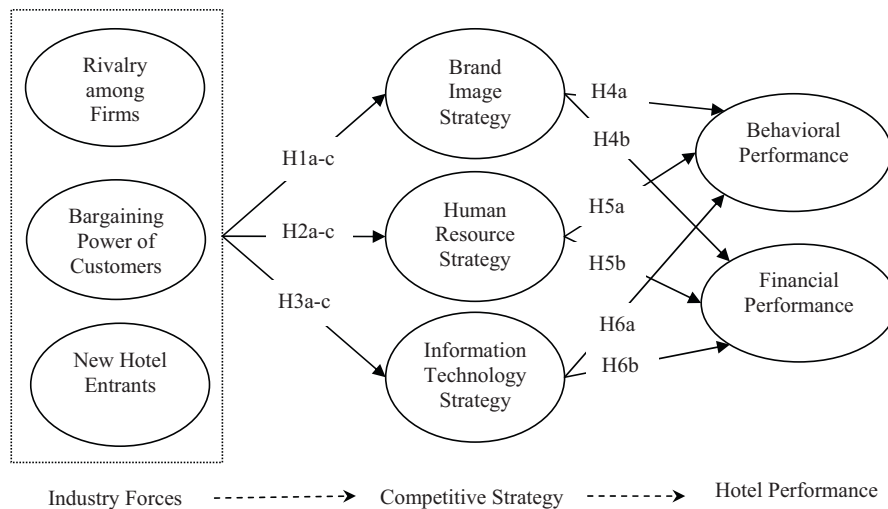 Rivalry
among
Firms
Bargaining
Power of
Customers
New Hotel
Entrants
H1a-c
H2a-c
H3a-c
Brand
Image
Strategy
Human
Resource
Strategy
Information
Technology
Strategy
H4a
H4b
H5a
H5b
H6a
H6b
Behavioral
Performance
Financial
Performance
Industry Forces
Competitive Strategy
Hotel Performance